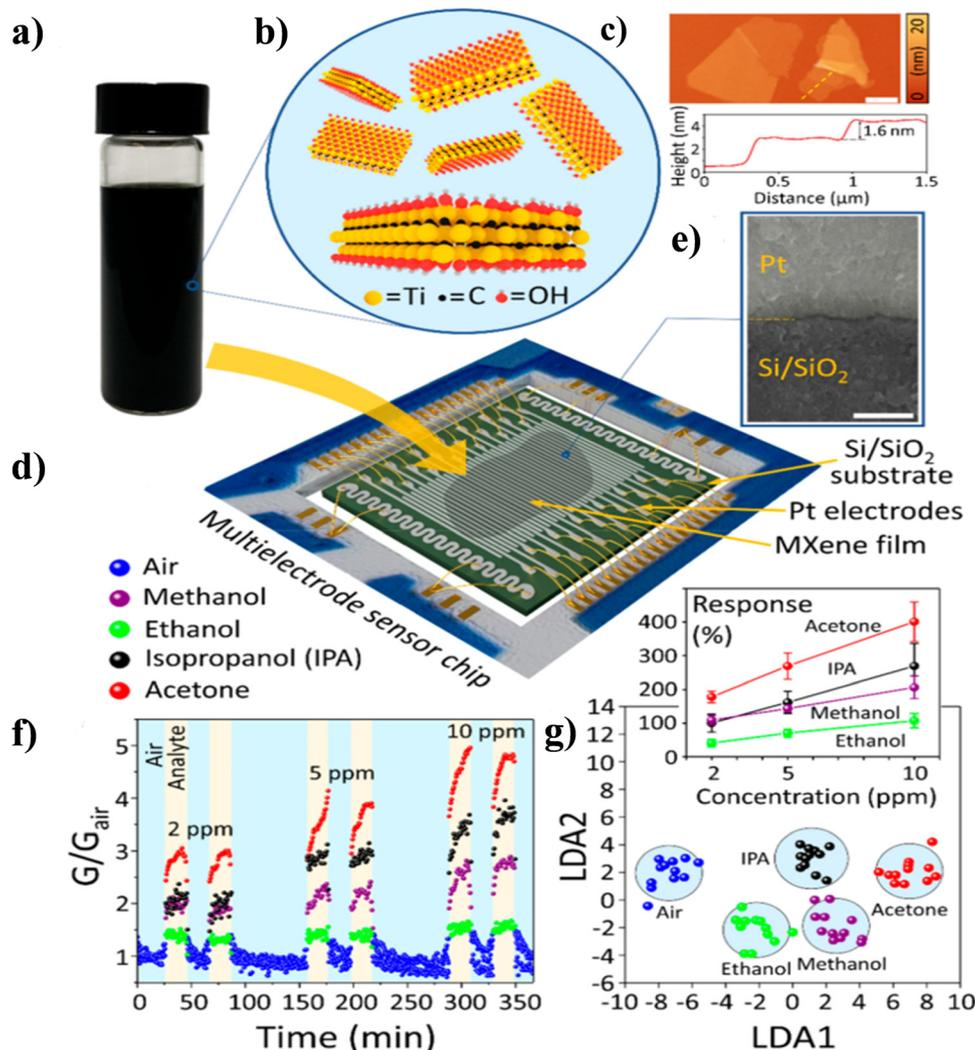 a)
b)
=Ti =C =OH
c)
20
(nm)
0
Height (nm)
4
2
0
1.6 nm
0 0.5 1 1.5
Distance (μm)
e)
Pt
Si/SiO₂
d)
Si/SiO₂
substrate
Pt electrodes
MXene film
Multielectrode sensor chip
Air
Methanol
Ethanol
Isopropanol (IPA)
Acetone
Response
(%)
400
300
200
100
0
Acetone
IPA
Methanol
Ethanol
2 5 10
Concentration (ppm)
f)
G/Gair
5
4
3
2
1
Air
Analyte
2 ppm
5 ppm
10 ppm
0 50 100 150 200 250 300 350
Time (min)
g)
LDA2
14
12
10
8
6
4
2
0
-2
-4
-6
Air
IPA
Acetone
Ethanol
Methanol
-10 -8 -6 -4 -2 0 2 4 6 8 10
LDA1